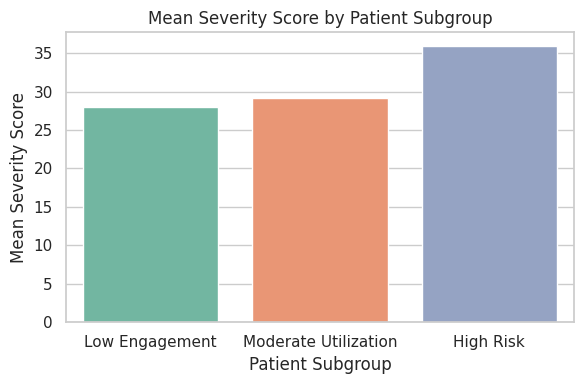 Mean Severity Score by Patient Subgroup
Mean Severity Score
35
30
25
20
15
10
5
0
Low Engagement
Moderate Utilization
High Risk
Patient Subgroup